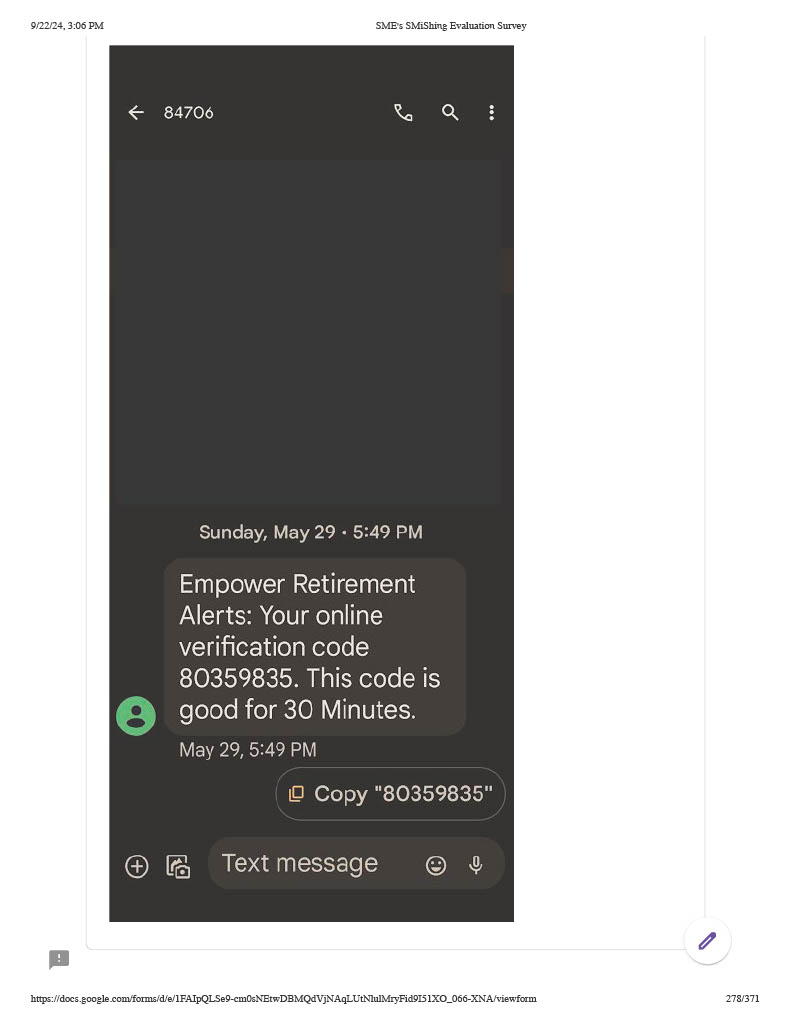 9/22/24, 3:06 PM
SME's SMiShing Evaluation Survey
84706
Sunday, May 29 • 5:49 PM
Empower Retirement
Alerts: Your online
verification code
80359835. This code is
good for 30 Minutes.
May 29, 5:49 PM
Copy "80359835"
Text message
https://docs.google.com/forms/d/e/1FAIpQLSe9-cm0sNEtwDBMQdVjNAqLUtNlulMryFid9I51XO_066-XNA/viewform
278/371